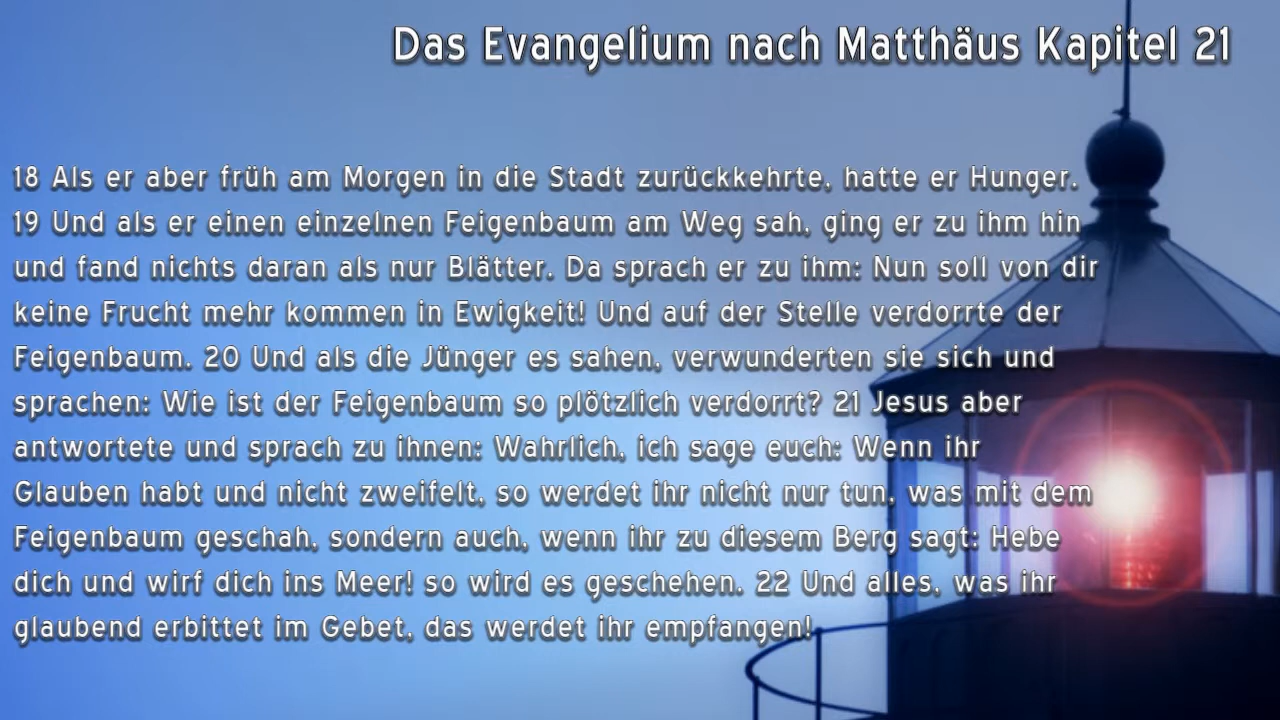 Das Evangelium nach Matthäus Kapitel 21
18 Als er aber früh am Morgen in die Stadt zurückkehrte, hatte er Hunger.
19 Und als er einen einzelnen Feigenbaum am Weg sah, ging er zu ihm hin
und fand nichts daran als nur Blätter. Da sprach er zu ihm: Nun soll von dir
keine Frucht mehr kommen in Ewigkeit! Und auf der Stelle verdorrte der
Feigenbaum. 20 Und als die Jünger es sahen, verwunderten sie sich und
sprachen: Wie ist der Feigenbaum so plötzlich verdorrt? 21 Jesus aber
antwortete und sprach zu ihnen: Wahrlich, ich sage euch: Wenn ihr
Glauben habt und nicht zweifelt, so werdet ihr nicht nur tun, was mit dem
Feigenbaum geschah, sondern auch, wenn ihr zu diesem Berg sagt: Hebe
dich und wirf dich ins Meer! so wird es geschehen. 22 Und alles, was ihr
glaubend erbittet im Gebet, das werdet ihr empfangen!